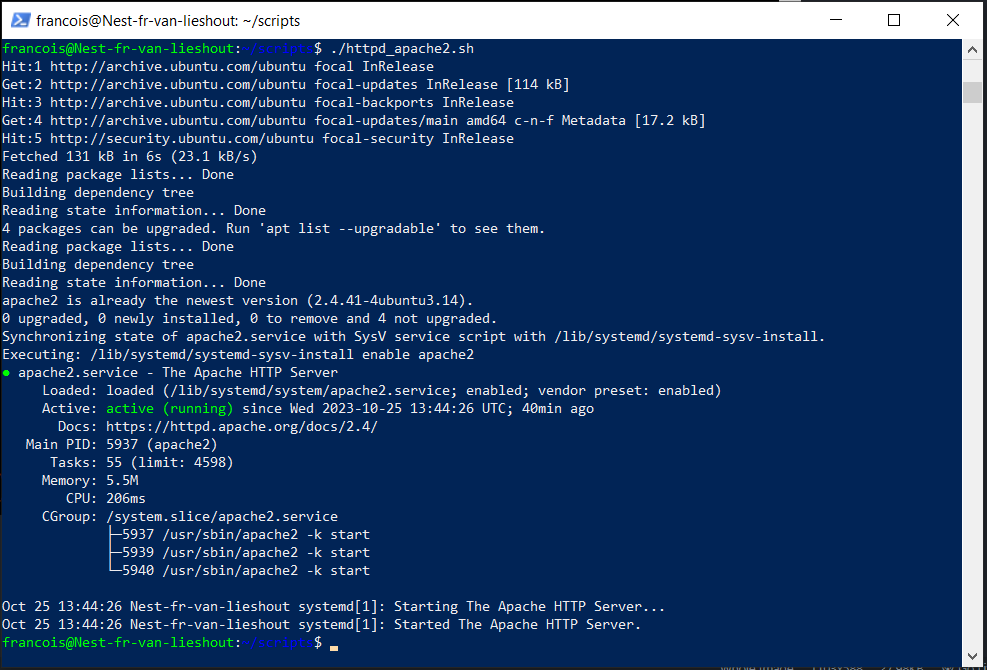 francois@Nest-fr-van-lieshout: ~/scripts
francois@Nest-fr-van-lieshout:~/scripts$ ./httpd_apache2.sh
Hit:1 http://archive.ubuntu.com/ubuntu focal InRelease
Get:2 http://archive.ubuntu.com/ubuntu focal-updates InRelease [114 kB]
Hit:3 http://archive.ubuntu.com/ubuntu focal-backports InRelease
Get:4 http://archive.ubuntu.com/ubuntu focal-updates/main amd64 c-n-f Metadata [17.2 kB]
Hit:5 http://security.ubuntu.com/ubuntu focal-security InRelease
Fetched 131 kB in 6s (23.1 kB/s)
Reading package lists... Done
Building dependency tree
Reading state information... Done
4 packages can be upgraded. Run 'apt list --upgradable' to see them.
Reading package lists... Done
Building dependency tree
Reading state information... Done
apache2 is already the newest version (2.4.41-4ubuntu3.14).
0 upgraded, 0 newly installed, 0 to remove and 4 not upgraded.
Synchronizing state of apache2.service with SysV service script with /lib/systemd/systemd-sysv-install.
Executing: /lib/systemd/systemd-sysv-install enable apache2
● apache2.service - The Apache HTTP Server
Loaded: loaded (/lib/systemd/system/apache2.service; enabled; vendor preset: enabled)
Active: active (running) since Wed 2023-10-25 13:44:26 UTC; 40min ago
Docs: https://httpd.apache.org/docs/2.4/
Main PID: 5937 (apache2)
Tasks: 55 (limit: 4598)
Memory: 5.5M
CPU: 206ms
CGroup: /system.slice/apache2.service
├─5937 /usr/sbin/apache2 -k start
├─5939 /usr/sbin/apache2 -k start
└─5940 /usr/sbin/apache2 -k start
Oct 25 13:44:26 Nest-fr-van-lieshout systemd[1]: Starting The Apache HTTP Server...
Oct 25 13:44:26 Nest-fr-van-lieshout systemd[1]: Started The Apache HTTP Server.
francois@Nest-fr-van-lieshout:~/scripts$